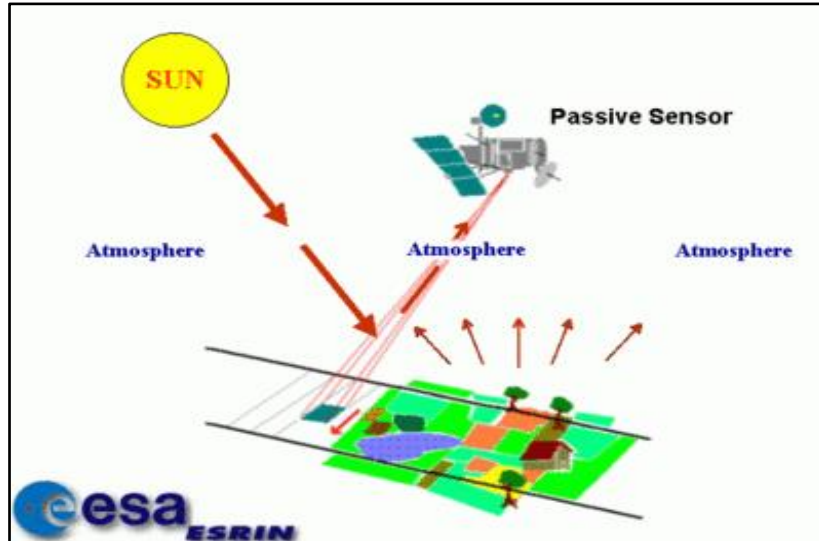 SUN
Passive Sensor
Atmosphere
Atmosphere
Atmosphere
esa
ESRIN